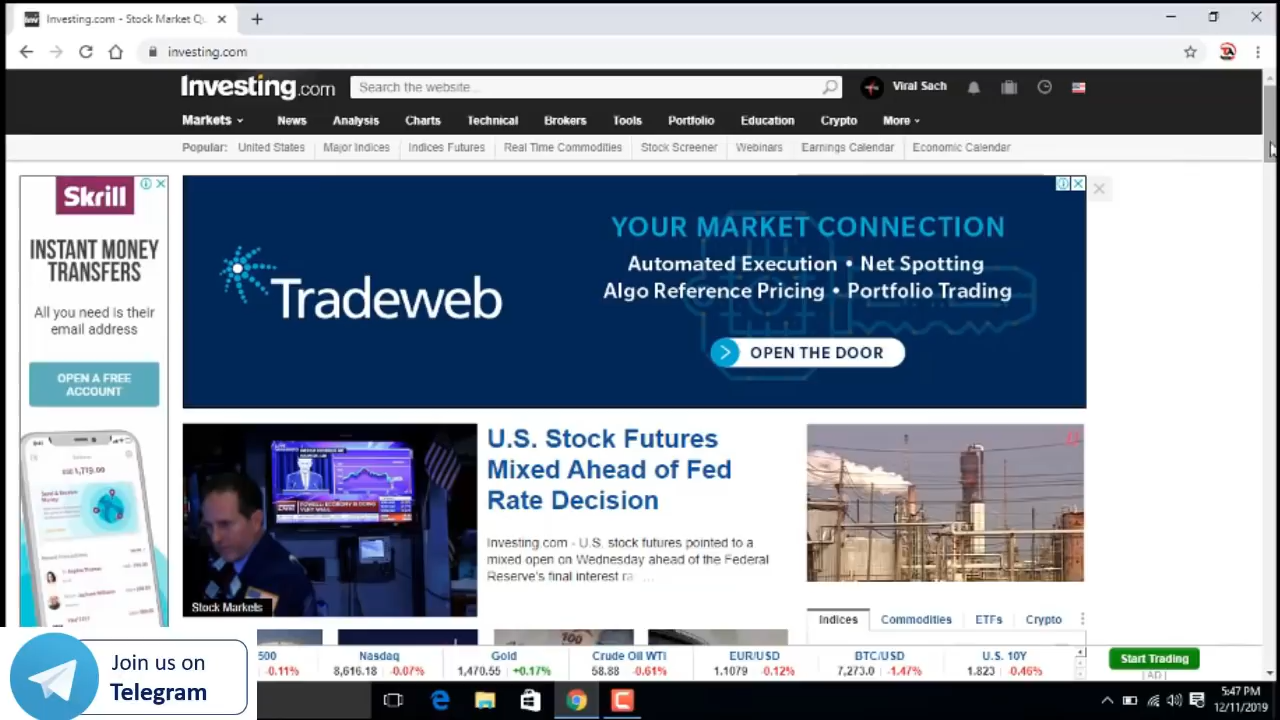 Investing.com - Stock Market Qu
investing.com
Investing.com
Search the website...
Viral Sach
Markets
News
Analysis
Charts
Technical
Brokers
Tools
Portfolio
Education
Crypto
More
Popular:
United States
Major Indices
Indices Futures
Real Time Commodities
Stock Screener
Webinars
Earnings Calendar
Economic Calendar
Skrill
INSTANT MONEY
TRANSFERS
All you need is their
email address
OPEN A FREE
ACCOUNT
Tradeweb
YOUR MARKET CONNECTION
Automated Execution • Net Spotting
Algo Reference Pricing • Portfolio Trading
OPEN THE DOOR
Stock Markets
U.S. Stock Futures
Mixed Ahead of Fed
Rate Decision
Investing.com - U.S. stock futures pointed to a
mixed open on Wednesday ahead of the Federal
Reserve's final interest ra ...
Indices
Commodities
ETFs
Crypto
500
-0.11%
Nasdaq
8,616.18 -0.07%
Gold
1,470.55 +0.17%
Crude Oil WTI
58.88 -0.61%
EUR/USD
1.1079 -0.12%
BTC/USD
7,273.0 -1.47%
U.S. 10Y
1.823 -0.46%
Start Trading
[AD]
Join us on
Telegram
5:47 PM
12/11/2019